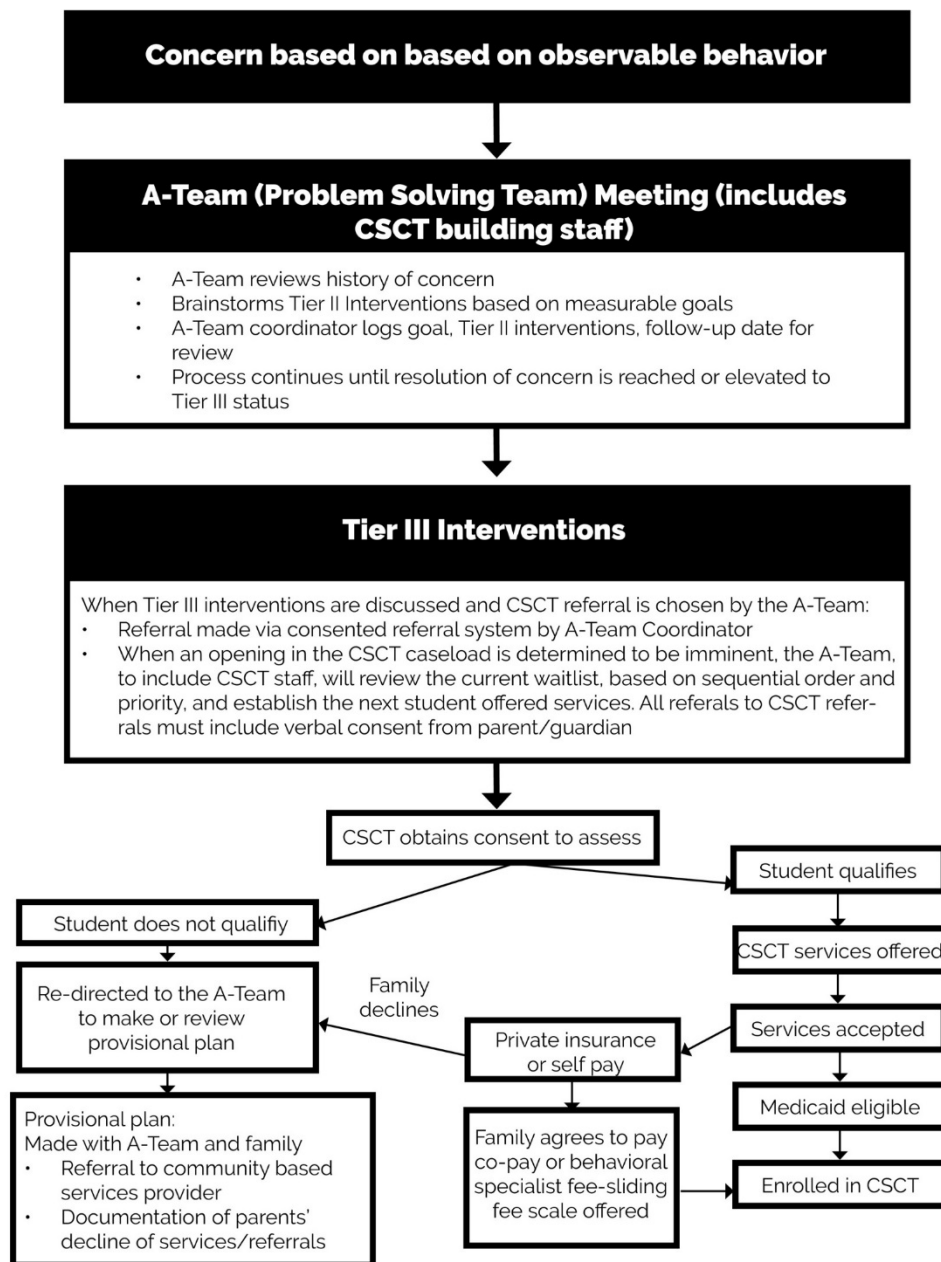 Concern based on based on observable behavior
A-Team (Problem Solving Team) Meeting (includes
CSCT building staff)
• A-Team reviews history of concern
• Brainstorms Tier II Interventions based on measurable goals
• A-Team coordinator logs goal, Tier II interventions, follow-up date for
review
• Process continues until resolution of concern is reached or elevated to
Tier III status
Tier III Interventions
When Tier III interventions are discussed and CSCT referral is chosen by the A-Team:
• Referral made via consented referral system by A-Team Coordinator
• When an opening in the CSCT caseload is determined to be imminent, the A-Team,
to include CSCT staff, will review the current waitlist, based on sequential order and
priority, and establish the next student offered services. All referals to CSCT refer-
rals must include verbal consent from parent/guardian
CSCT obtains consent to assess
Student does not qualifiy
Re-directed to the A-Team
to make or review
provisional plan
Provisional plan:
Made with A-Team and family
• Referral to community based
services provider
• Documentation of parents'
decline of services/referrals
Family
declines
Private insurance
or self pay
Family agrees to pay
co-pay or behavioral
specialist fee-sliding
fee scale offered
Student qualifies
CSCT services offered
Services accepted
Medicaid eligible
Enrolled in CSCT